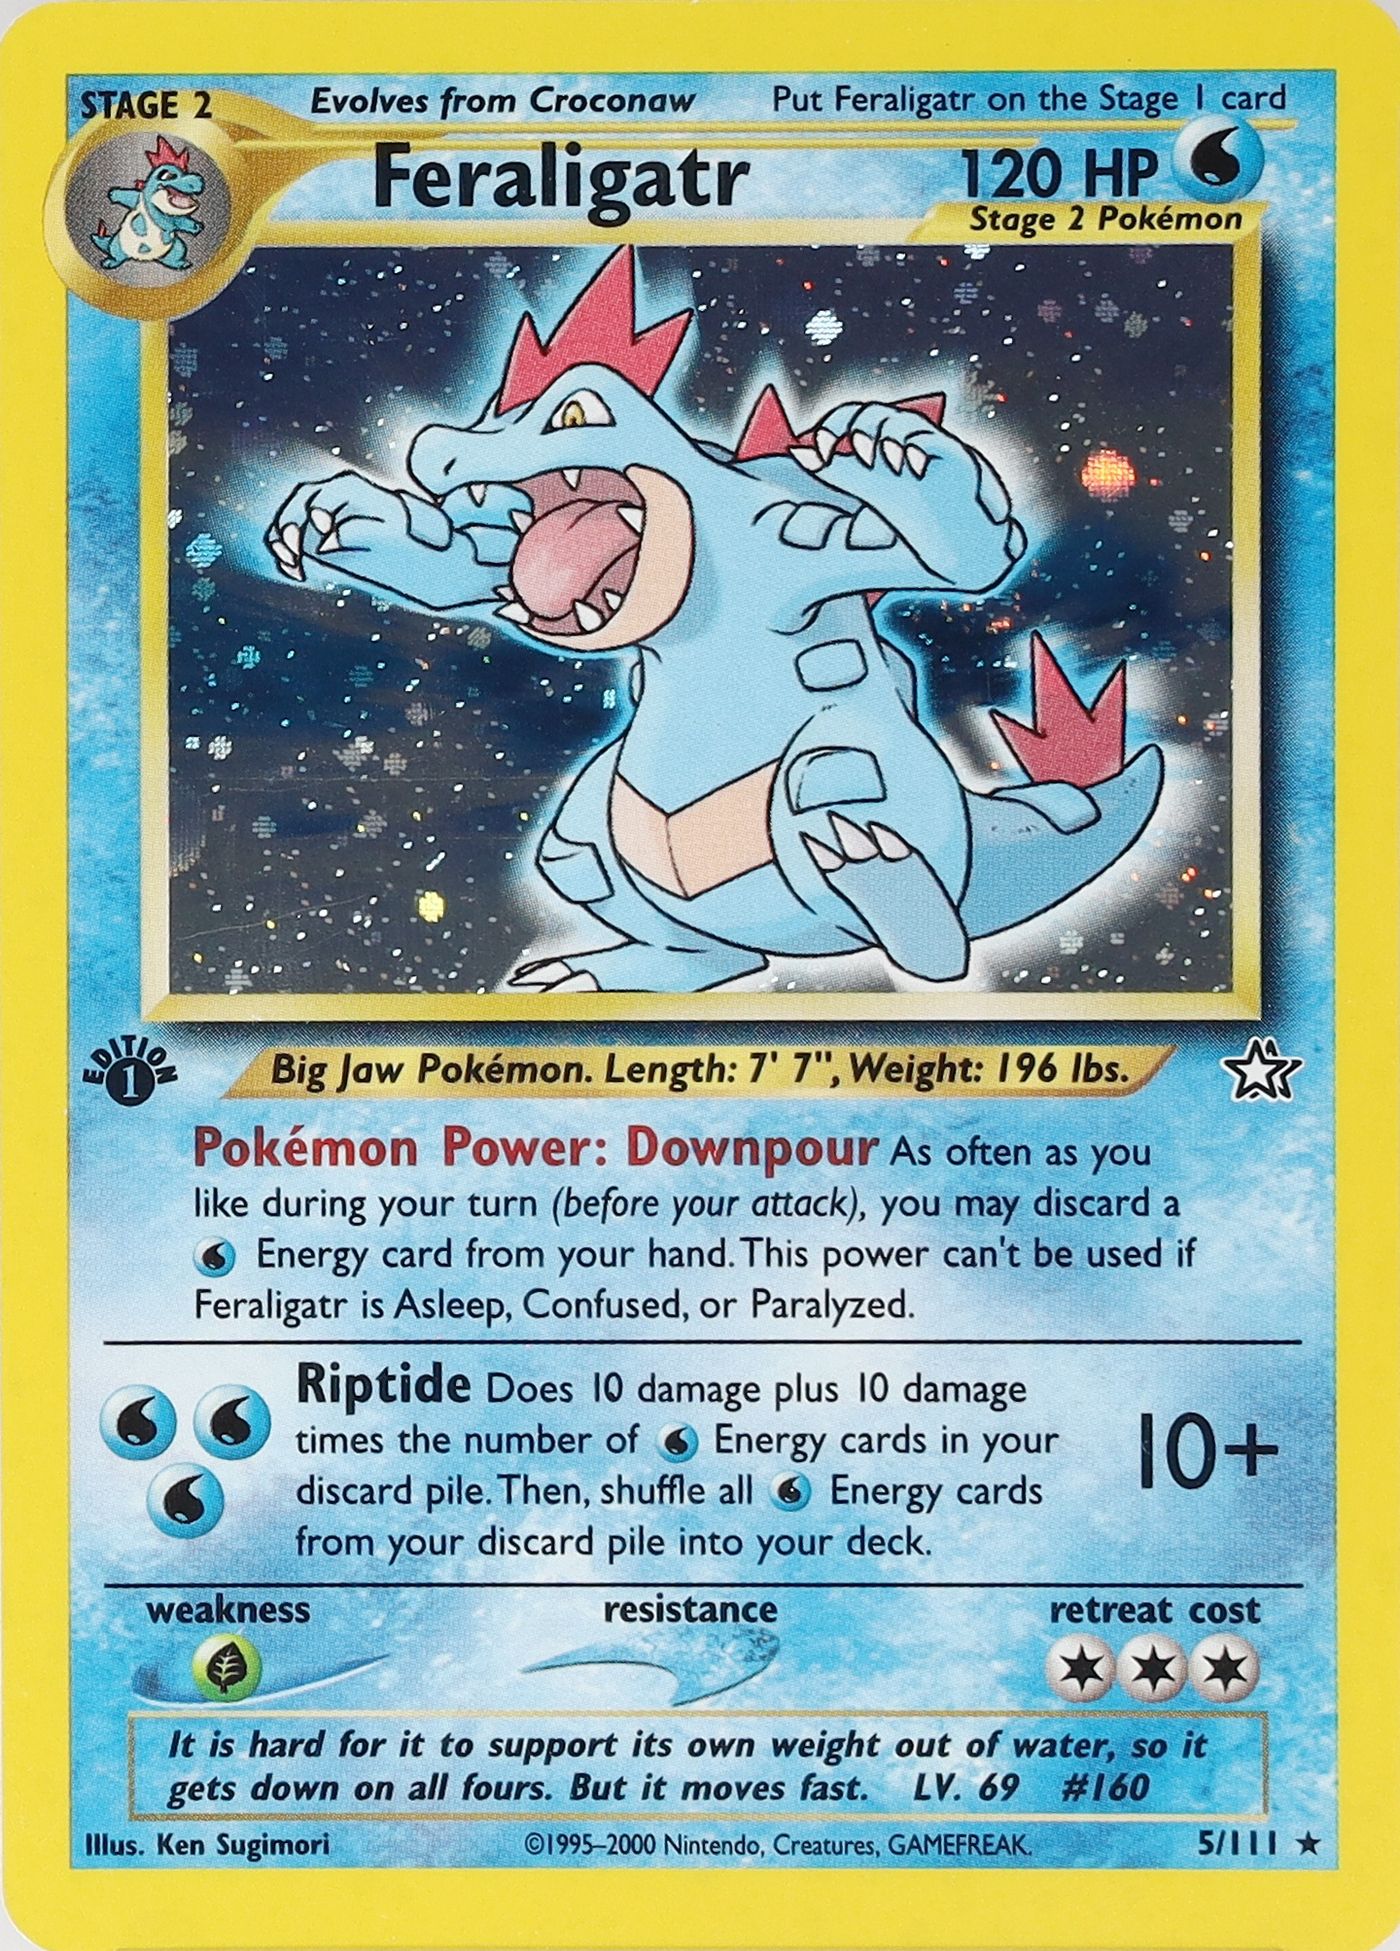 STAGE 2 Evolves from Croconaw Put Feraligatr on the Stage 1 card
Feraligatr 120 HP
Stage 2 Pokémon
EDITION 1
Big Jaw Pokémon. Length: 7' 7", Weight: 196 lbs.
Pokémon Power: Downpour As often as you
like during your turn (before your attack), you may discard a
Energy card from your hand. This power can't be used if
Feraligatr is Asleep, Confused, or Paralyzed.
Riptide Does 10 damage plus 10 damage
times the number of Energy cards in your
discard pile. Then, shuffle all Energy cards
from your discard pile into your deck.
10+
weakness resistance retreat cost
It is hard for it to support its own weight out of water, so it
gets down on all fours. But it moves fast. LV. 69 #160
Illus. Ken Sugimori ©1995–2000 Nintendo, Creatures, GAMEFREAK. 5/111 ★